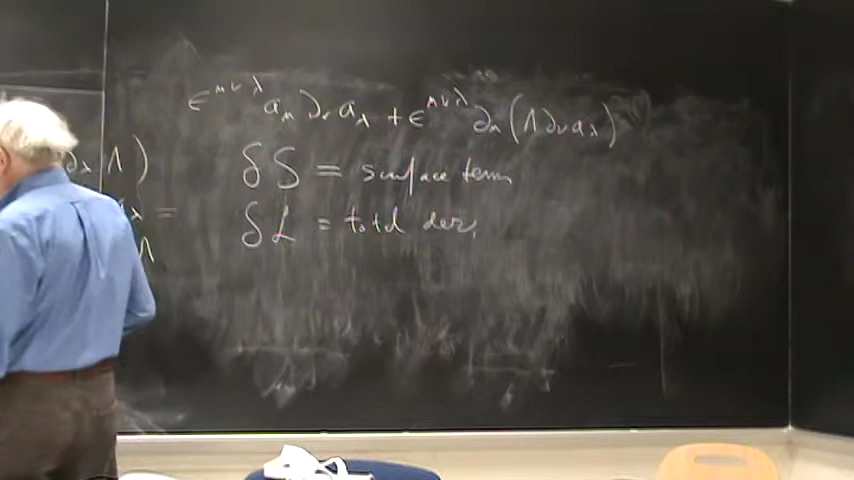 ε^{μνλ} a_μ ∂_ν a_λ + ε^{μνλ} ∂_μ (Λ ∂_ν a_λ)
∂_λ Λ)
δS = surface term
λ =
δℒ = total der.
Λ